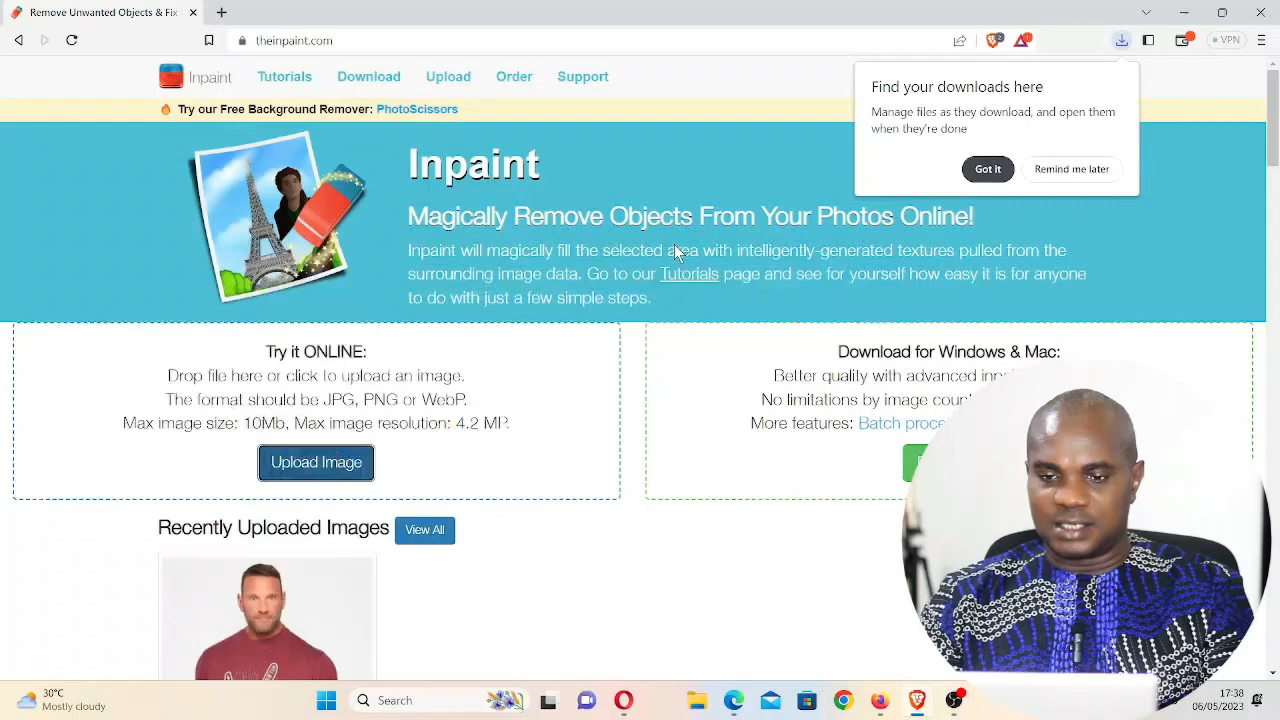 Remove Unwanted Objects & Fix
theinpaint.com
2
1
VPN
Inpaint
Tutorials
Download
Upload
Order
Support
Try our Free Background Remover: PhotoScissors
Find your downloads here
Manage files as they download, and open them
when they're done
Got it
Remind me later
Inpaint
Magically Remove Objects From Your Photos Online!
Inpaint will magically fill the selected area with intelligently-generated textures pulled from the
surrounding image data. Go to our Tutorials page and see for yourself how easy it is for anyone
to do with just a few simple steps.
Try it ONLINE:
Drop file here or click to upload an image.
The format should be JPG, PNG or WebP.
Max image size: 10Mb, Max image resolution: 4.2 MP.
Upload Image
Download for Windows & Mac:
Better quality with advanced
No limitations by image
More features: Batch
Recently Uploaded Images
View All
30°C
Mostly cloudy
Search
17:38
06/05/2023